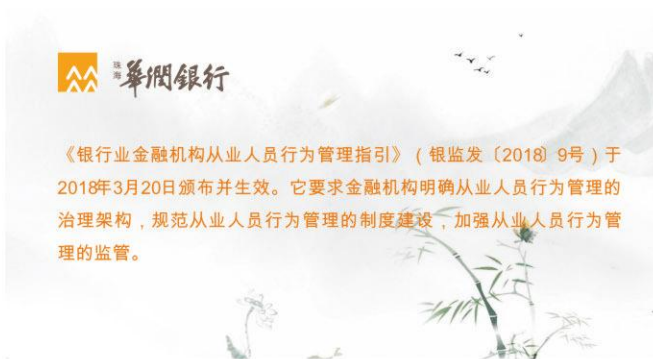 珠海
華潤銀行
《银行业金融机构从业人员行为管理指引》（银监发〔2018〕9号）于
2018年3月20日颁布并生效。它要求金融机构明确从业人员行为管理的
治理架构，规范从业人员行为管理的制度建设，加强从业人员行为管
理的监管。